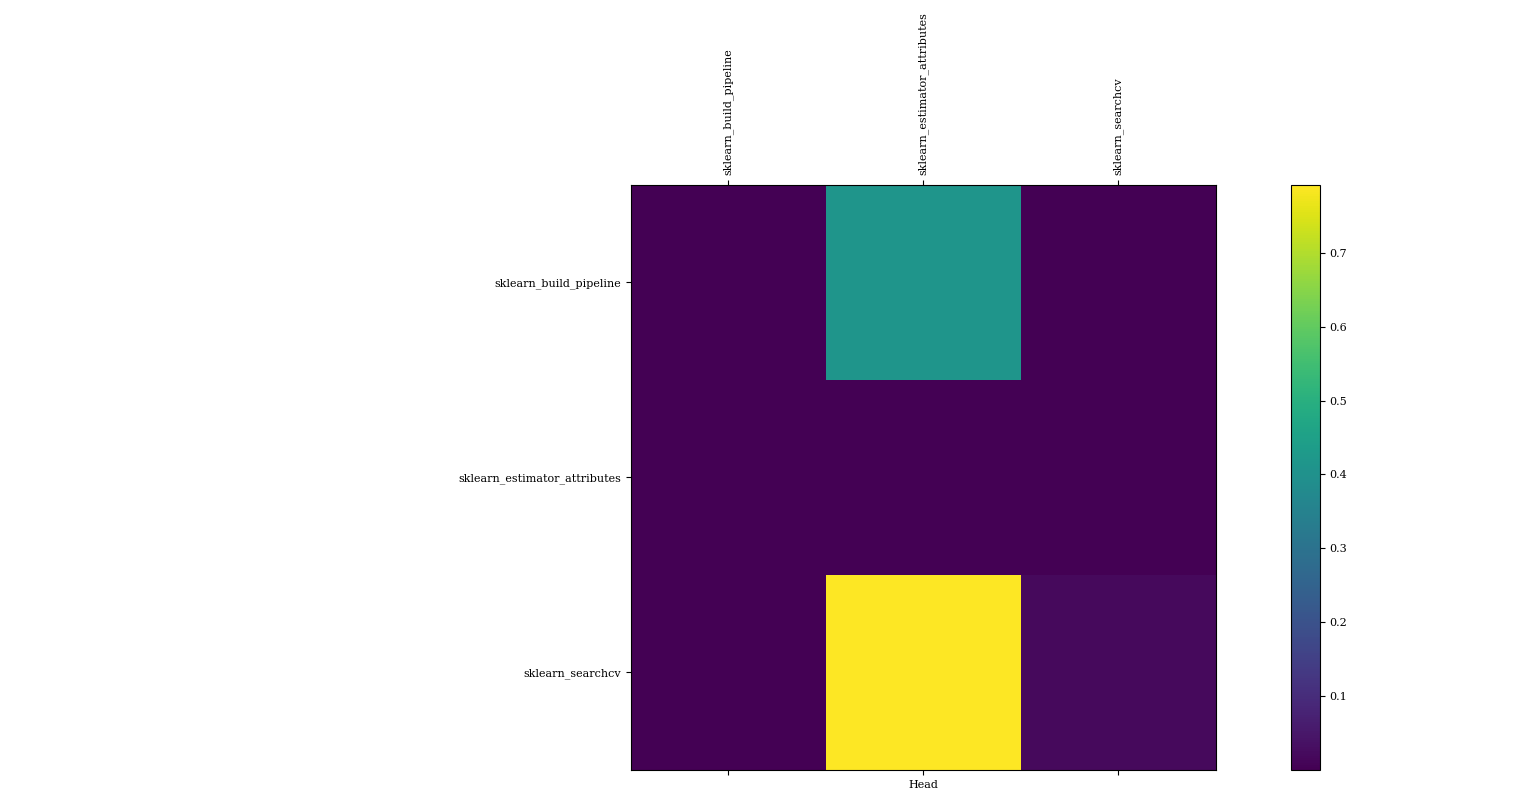 sklearn_build_pipeline
sklearn_estimator_attributes
sklearn_searchcv
sklearn_build_pipeline
sklearn_estimator_attributes
sklearn_searchcv
Head
0.7
0.6
0.5
0.4
0.3
0.2
0.1